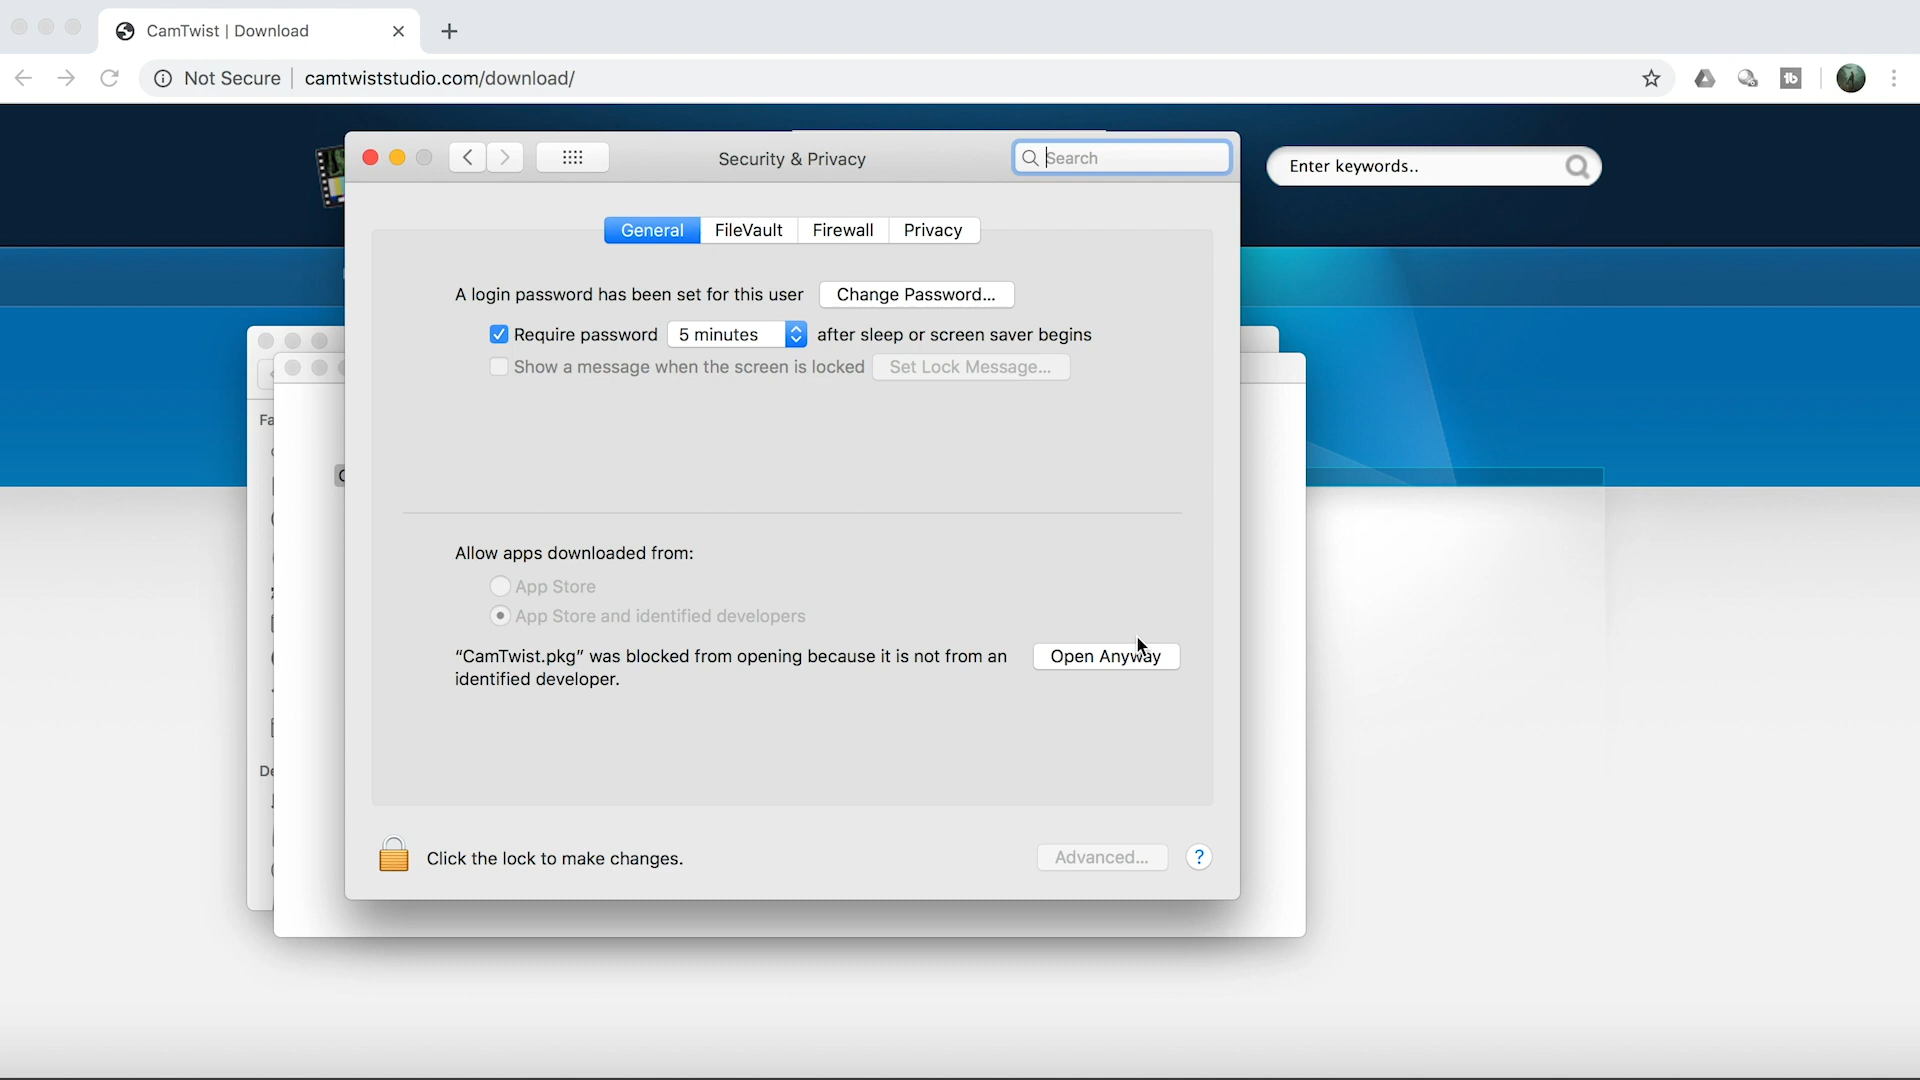 CamTwist | Download
Not Secure
camtwiststudio.com/download/
Security & Privacy
Search
Enter keywords..
General
FileVault
Firewall
Privacy
A login password has been set for this user
Change Password...
Require password
5 minutes
after sleep or screen saver begins
Show a message when the screen is locked
Set Lock Message...
Fa
Allow apps downloaded from:
App Store
App Store and identified developers
“CamTwist.pkg” was blocked from opening because it is not from an
identified developer.
Open Anyway
De
Click the lock to make changes.
Advanced...
?